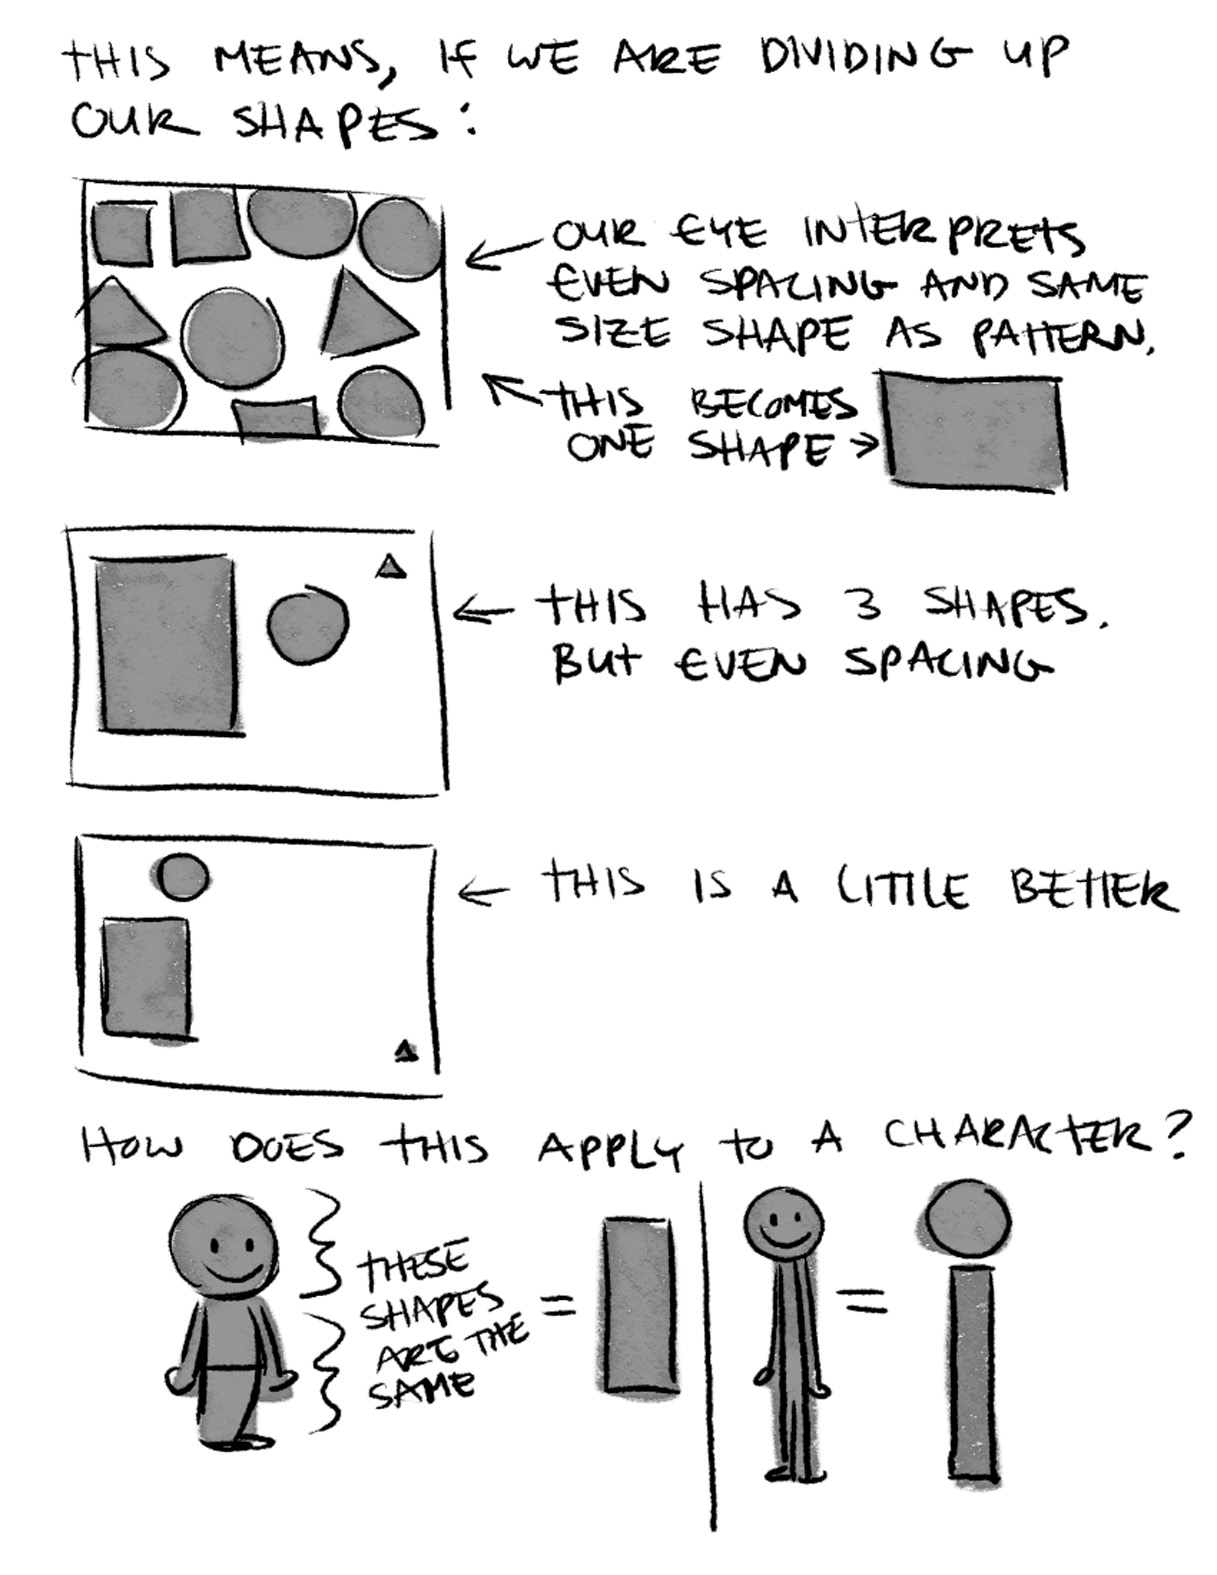 THIS MEANS, IF WE ARE DIVIDING UP
OUR SHAPES:
OUR EYE INTERPRETS
EVEN SPACING AND SAME
SIZE SHAPE AS PATTERN.
THIS BECOMES
ONE SHAPE
THIS HAS 3 SHAPES.
BUT EVEN SPACING
THIS IS A LITTLE BETTER
HOW DOES THIS APPLY TO A CHARACTER?
THESE
SHAPES
ARE THE
SAME
=
=